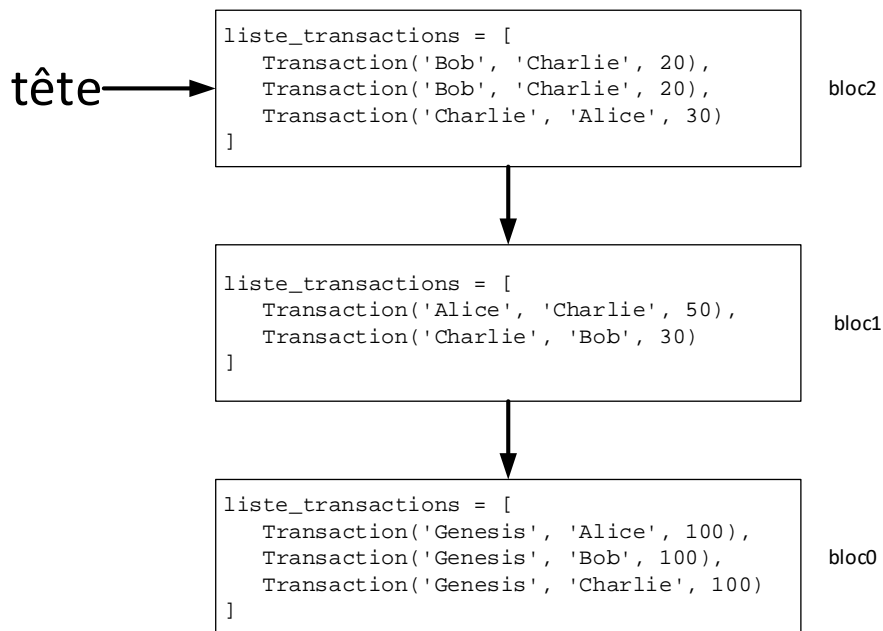 liste_transactions = [
Transaction('Bob', 'Charlie', 20),
Transaction('Bob', 'Charlie', 20),
Transaction('Charlie', 'Alice', 30)
]
tête
bloc2
liste_transactions = [
Transaction('Alice', 'Charlie', 50),
Transaction('Charlie', 'Bob', 30)
]
bloc1
liste_transactions = [
Transaction('Genesis', 'Alice', 100),
Transaction('Genesis', 'Bob', 100),
Transaction('Genesis', 'Charlie', 100)
]
bloc0